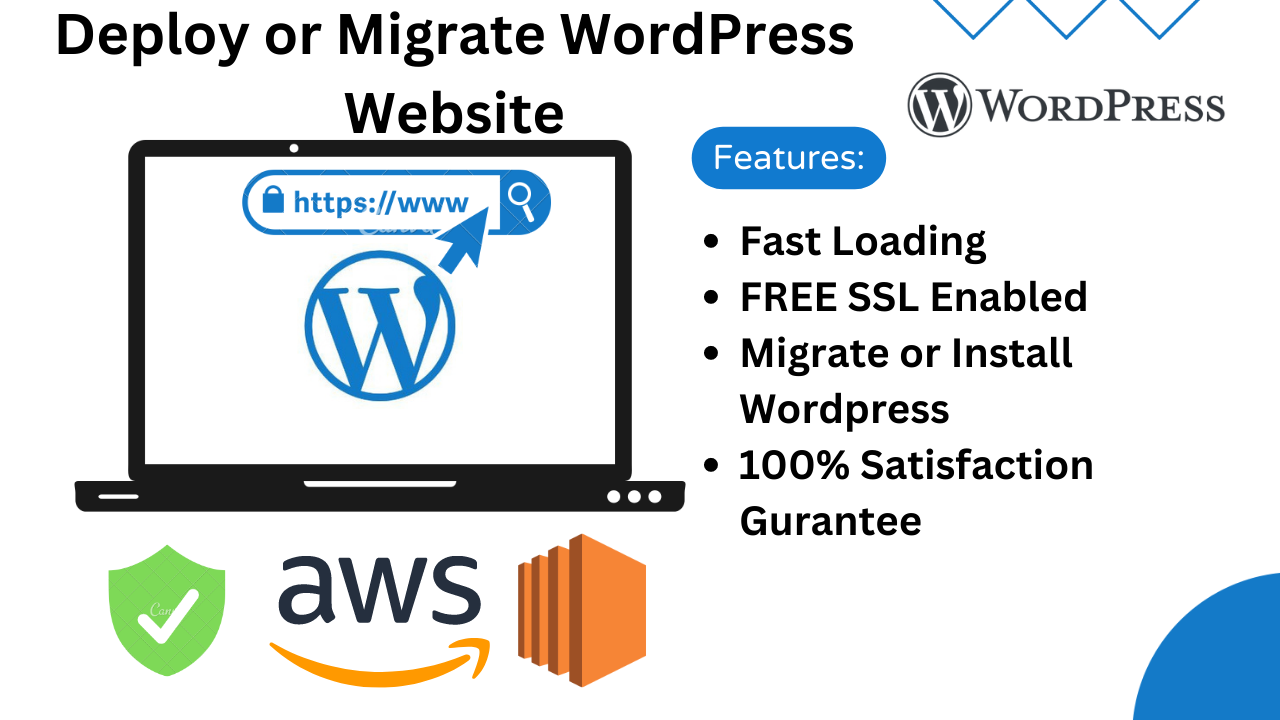 Deploy or Migrate WordPress
Website
WORDPRESS
Features:
https://www
Canva
Fast Loading
FREE SSL Enabled
Migrate or Install
Wordpress
100% Satisfaction
Gurantee
aws